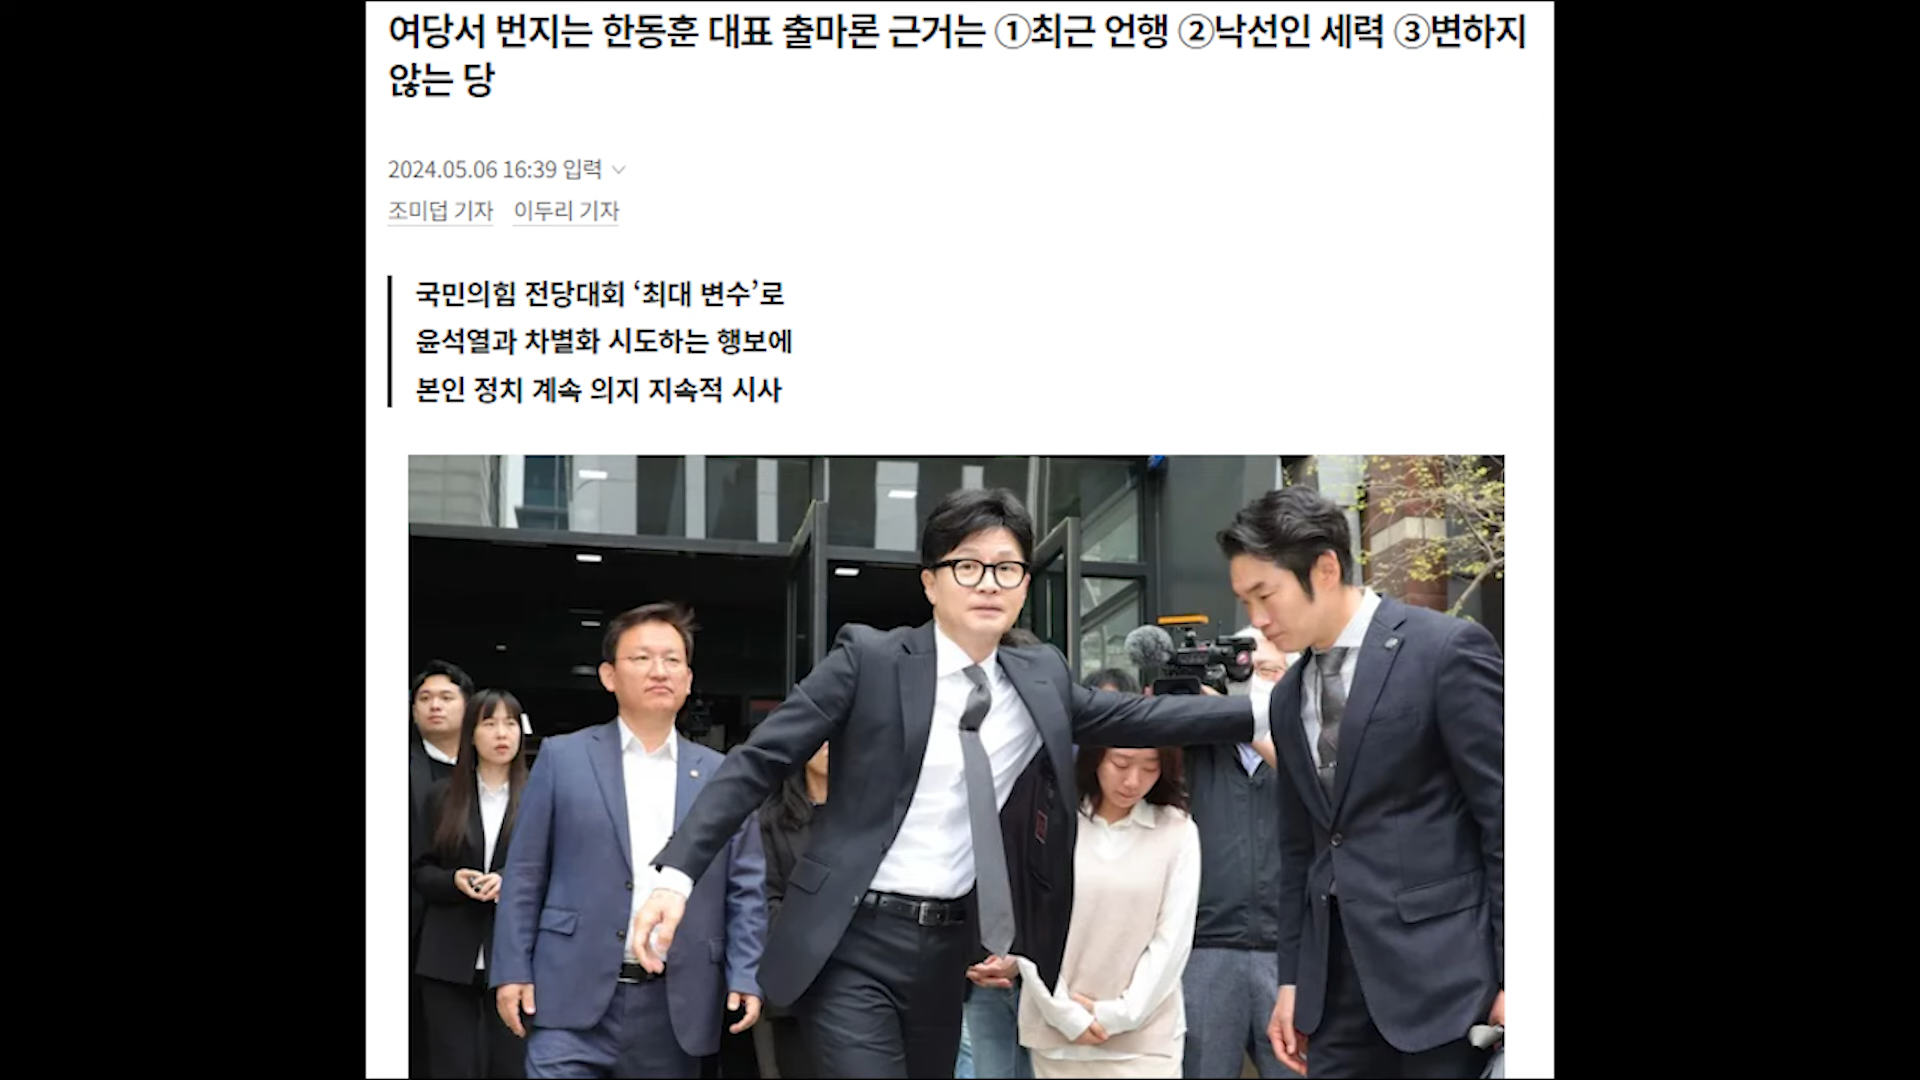 여당서 번지는 한동훈 대표 출마론 근거는 ①최근 언행 ②낙선인 세력 ③변하지
않는 당
2024.05.06 16:39 입력
조미덥 기자 이두리 기자
국민의힘 전당대회 ‘최대 변수’로
윤석열과 차별화 시도하는 행보에
본인 정치 계속 의지 지속적 시사